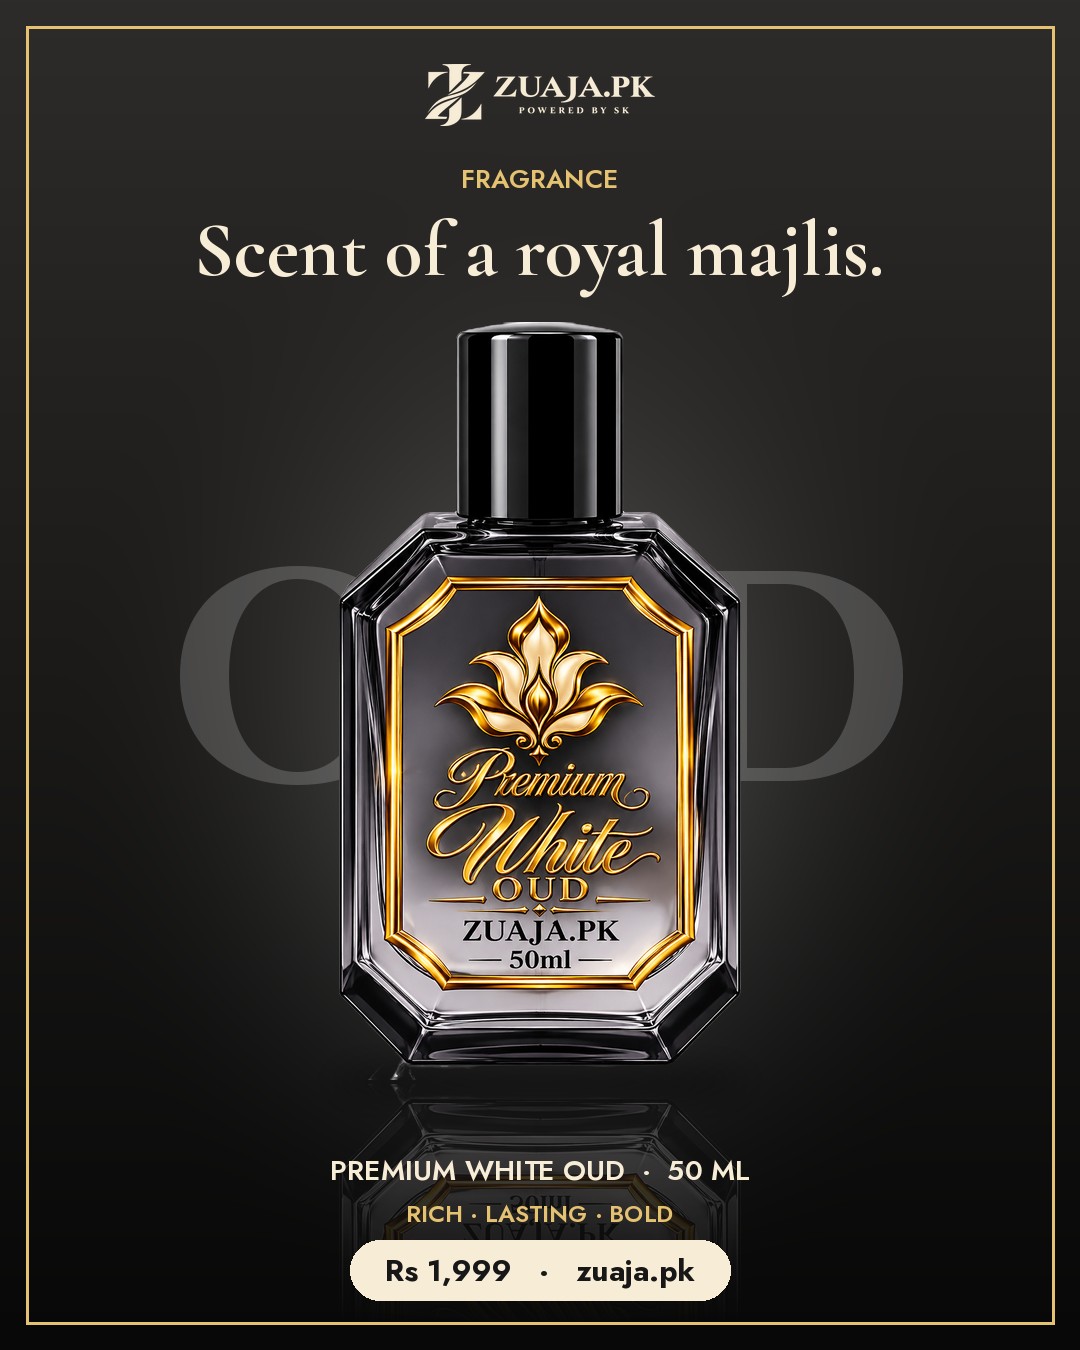 ZUAJA.PK
POWERED BY SK
FRAGRANCE
Scent of a royal majlis.
Premium
White
OUD
ZUAJA.PK
50ml
PREMIUM WHITE OUD · 50 ML
RICH · LASTING · BOLD
Rs 1,999 · zuaja.pk